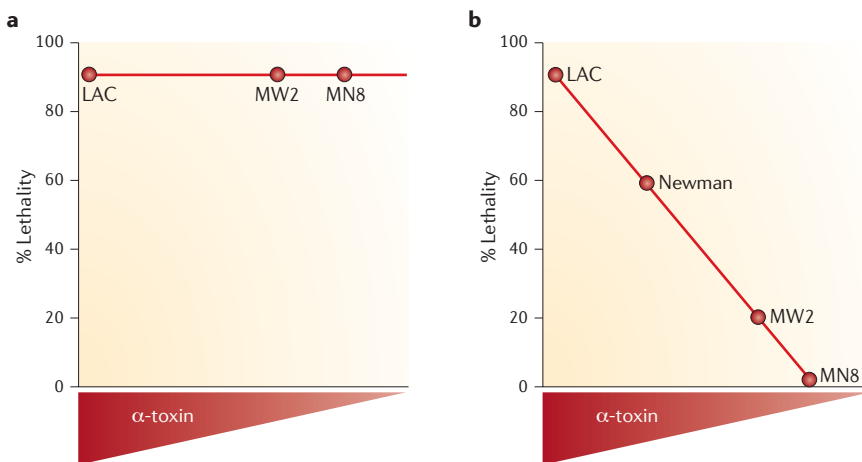 a
100
80
60
40
20
0
% Lethality
LAC
MW2
MN8
α-toxin
b
100
80
60
40
20
0
% Lethality
LAC
Newman
MW2
MN8
α-toxin